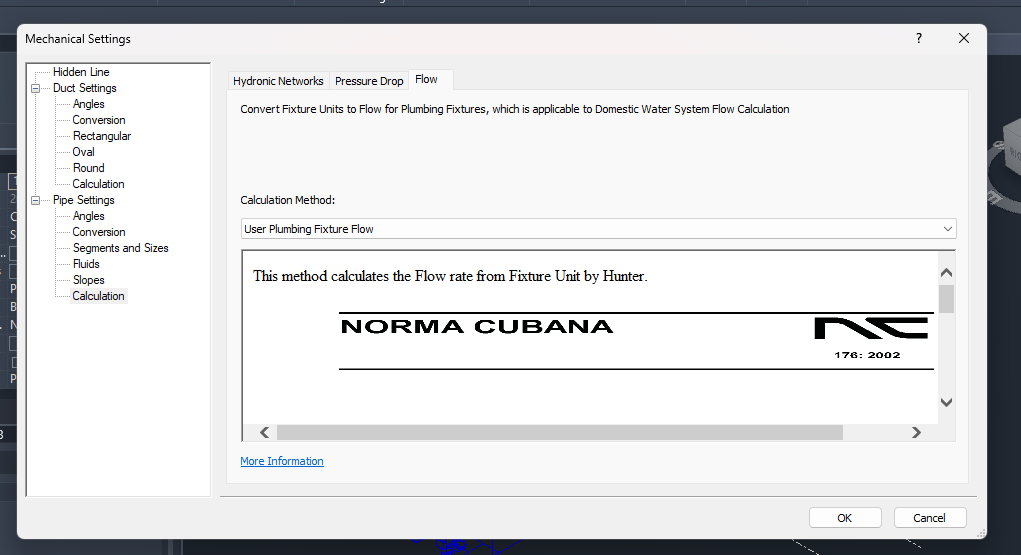 Mechanical Settings
?
Hidden Line
Duct Settings
Angles
Conversion
Rectangular
Oval
Round
Calculation
Pipe Settings
Angles
Conversion
Segments and Sizes
Fluids
Slopes
Calculation
Hydronic Networks Pressure Drop Flow
Convert Fixture Units to Flow for Plumbing Fixtures, which is applicable to Domestic Water System Flow Calculation
Calculation Method:
User Plumbing Fixture Flow
This method calculates the Flow rate from Fixture Unit by Hunter.
NORMA CUBANA NC
176: 2002
More Information
OK Cancel